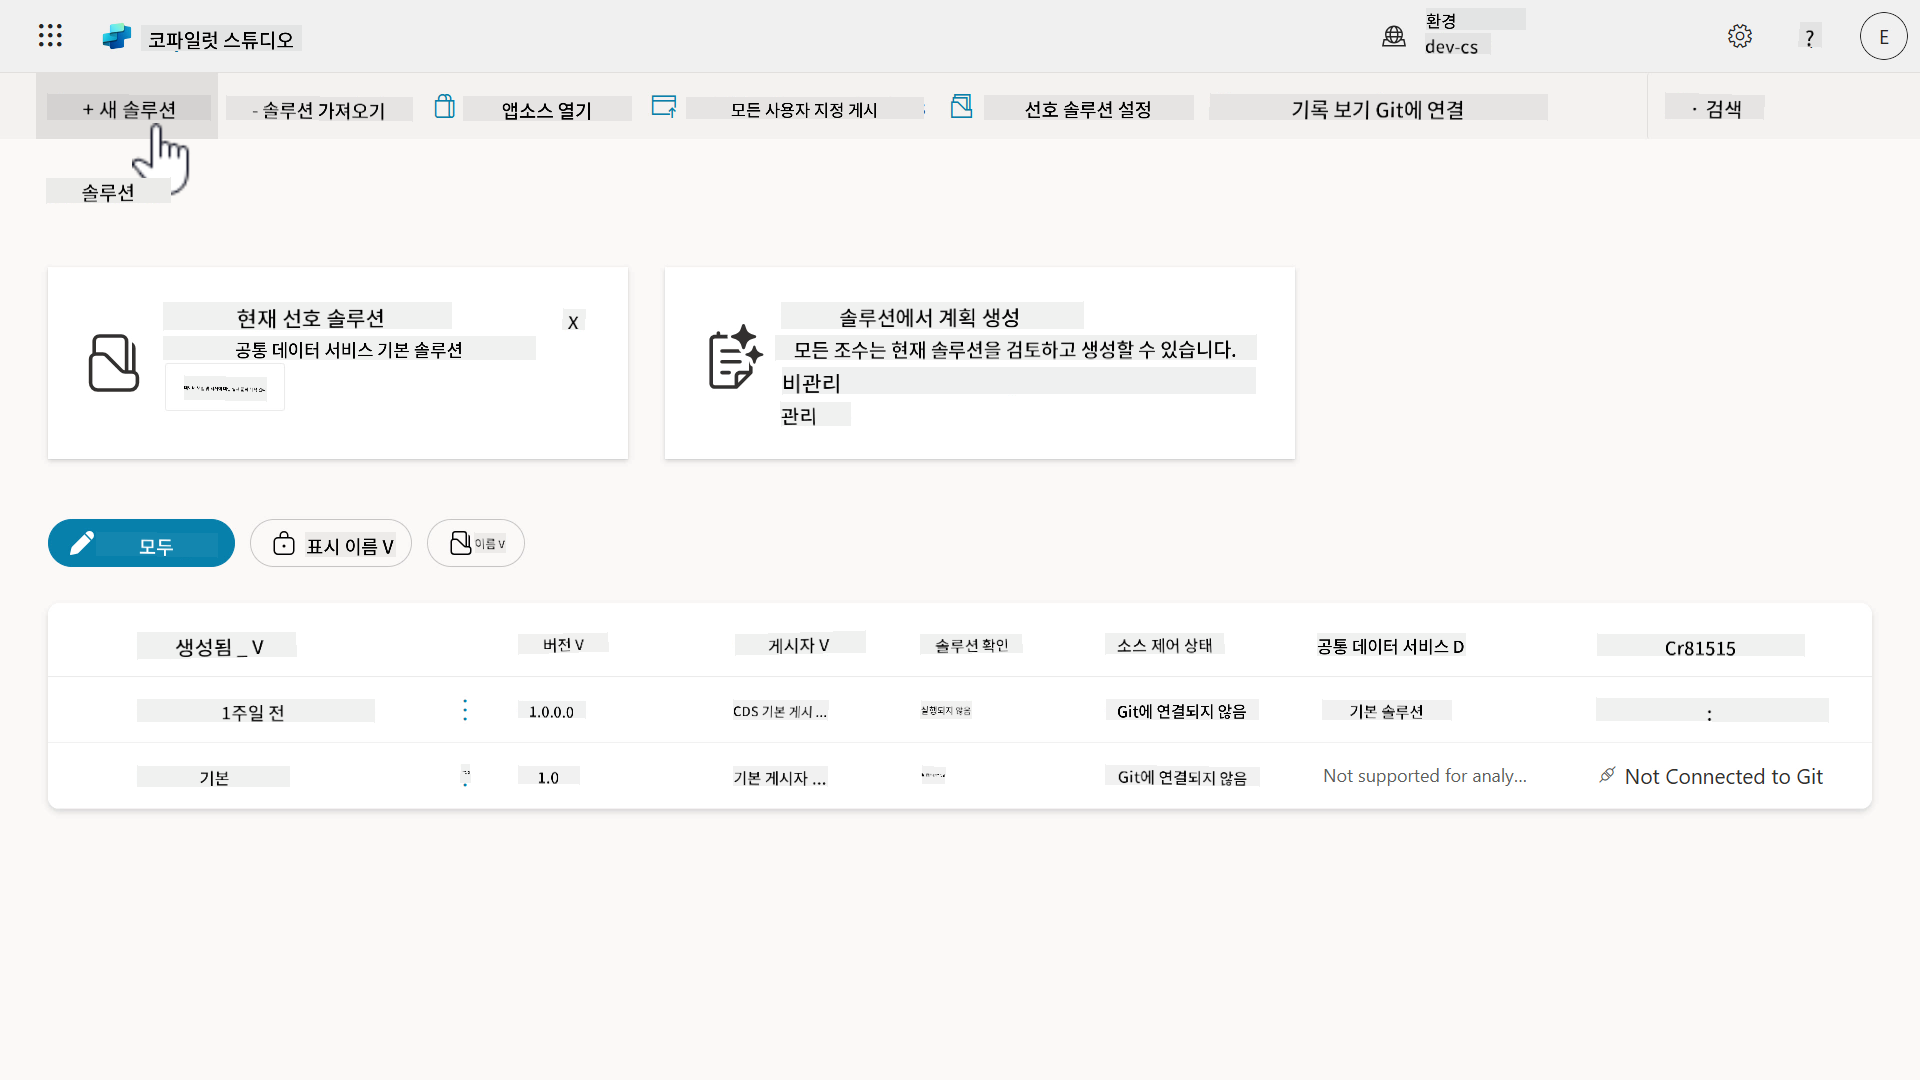 코파일럿 스튜디오
환경
dev-cs
?
E
+ 새 솔루션
- 솔루션 가져오기
앱소스 열기
모든 사용자 지정 게시
선호 솔루션 설정
기록 보기 Git에 연결
· 검색
솔루션
현재 선호 솔루션
X
공통 데이터 서비스 기본 솔루션
솔루션에서 계획 생성
모든 조수는 현재 솔루션을 검토하고 생성할 수 있습니다.
비관리
관리
모두
표시 이름 V
이름 V
생성됨 _ V
버전 V
게시자 V
솔루션 확인
소스 제어 상태
공통 데이터 서비스 D
Cr81515
1주일 전
1.0.0.0
CDS 기본 게시 ...
실행되지 않음
Git에 연결되지 않음
기본 솔루션
:
기본
1.0
기본 게시자 ...
Git에 연결되지 않음
Not supported for analy...
Not Connected to Git